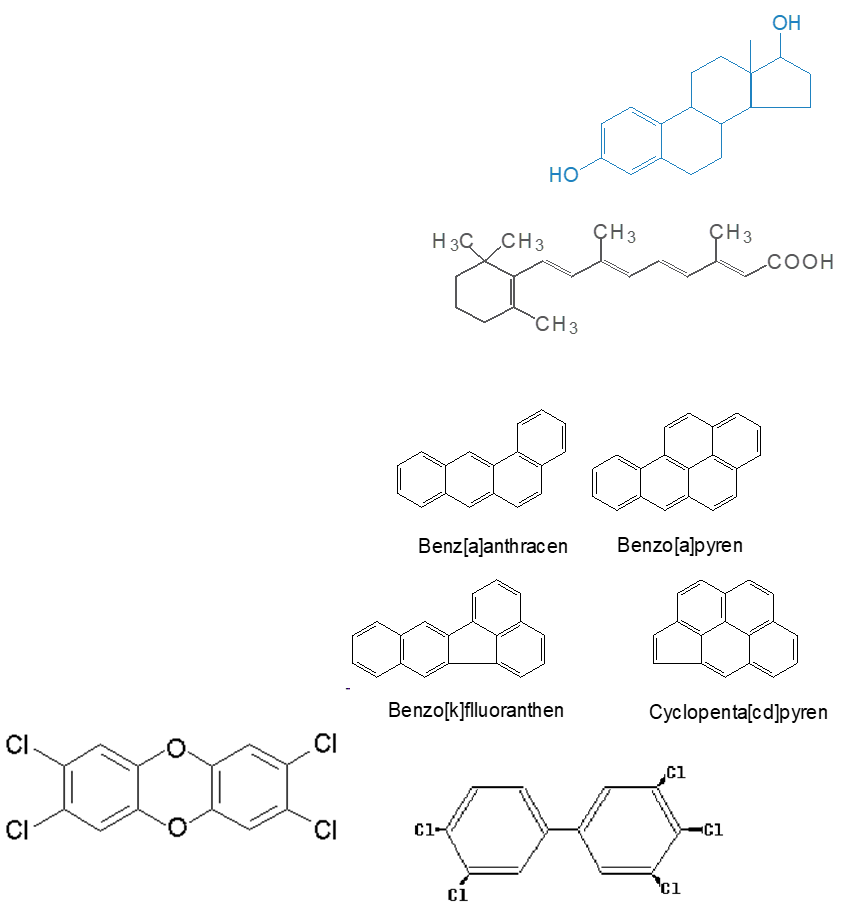 OH
HO
H3C CH3 CH3 CH3
COOH
CH3
Benz[a]anthracen Benzo[a]pyren
Benzo[k]flluoranthen Cyclopenta[cd]pyren
Cl O Cl
Cl O Cl
Cl
Cl Cl
Cl Cl